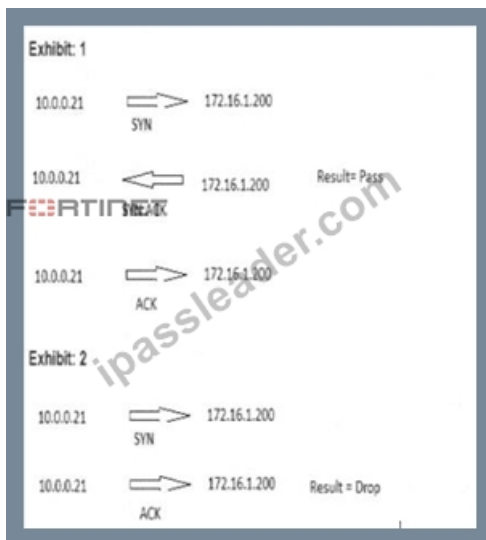 Exhibit: 1
10.0.0.21 172.16.1.200
SYN
10.0.0.21 172.16.1.200 Result= Pass
FORTINET
10.0.0.21 172.16.1.200
ACK
ipassleader.com
Exhibit: 2
10.0.0.21 172.16.1.200
SYN
10.0.0.21 172.16.1.200 Result = Drop
ACK